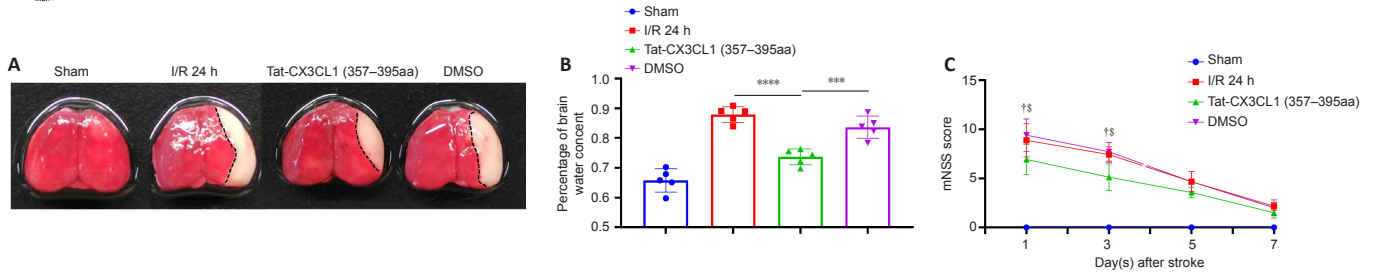 A
Sham
I/R 24 h
Tat-CX3CL1 (357–395aa)
DMSO
B
Sham
I/R 24 h
Tat-CX3CL1 (357–395aa)
DMSO
Percentage of brain
water concent
1.0
0.9
0.8
0.7
0.6
0.5
****
***
C
Sham
I/R 24 h
Tat-CX3CL1 (357–395aa)
DMSO
mNSS score
15
10
5
0
†$
†$
1
3
5
7
Day(s) after stroke